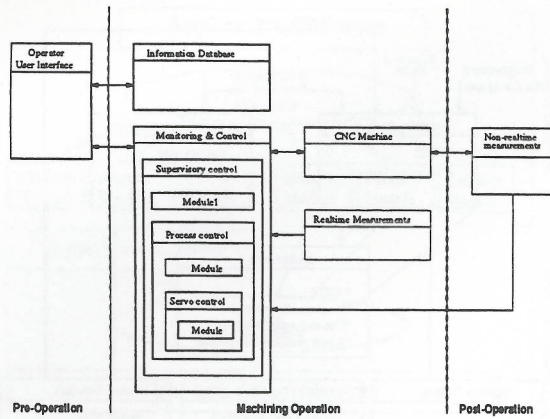 Operator
User Interface
Information Database
Monitoring & Control
CNC Machine
Non-realtime
measurements
Supervisory control
Module1
Realtime Measurements
Process control
Module
Servo control
Module
Pre-Operation
Machining Operation
Post-Operation